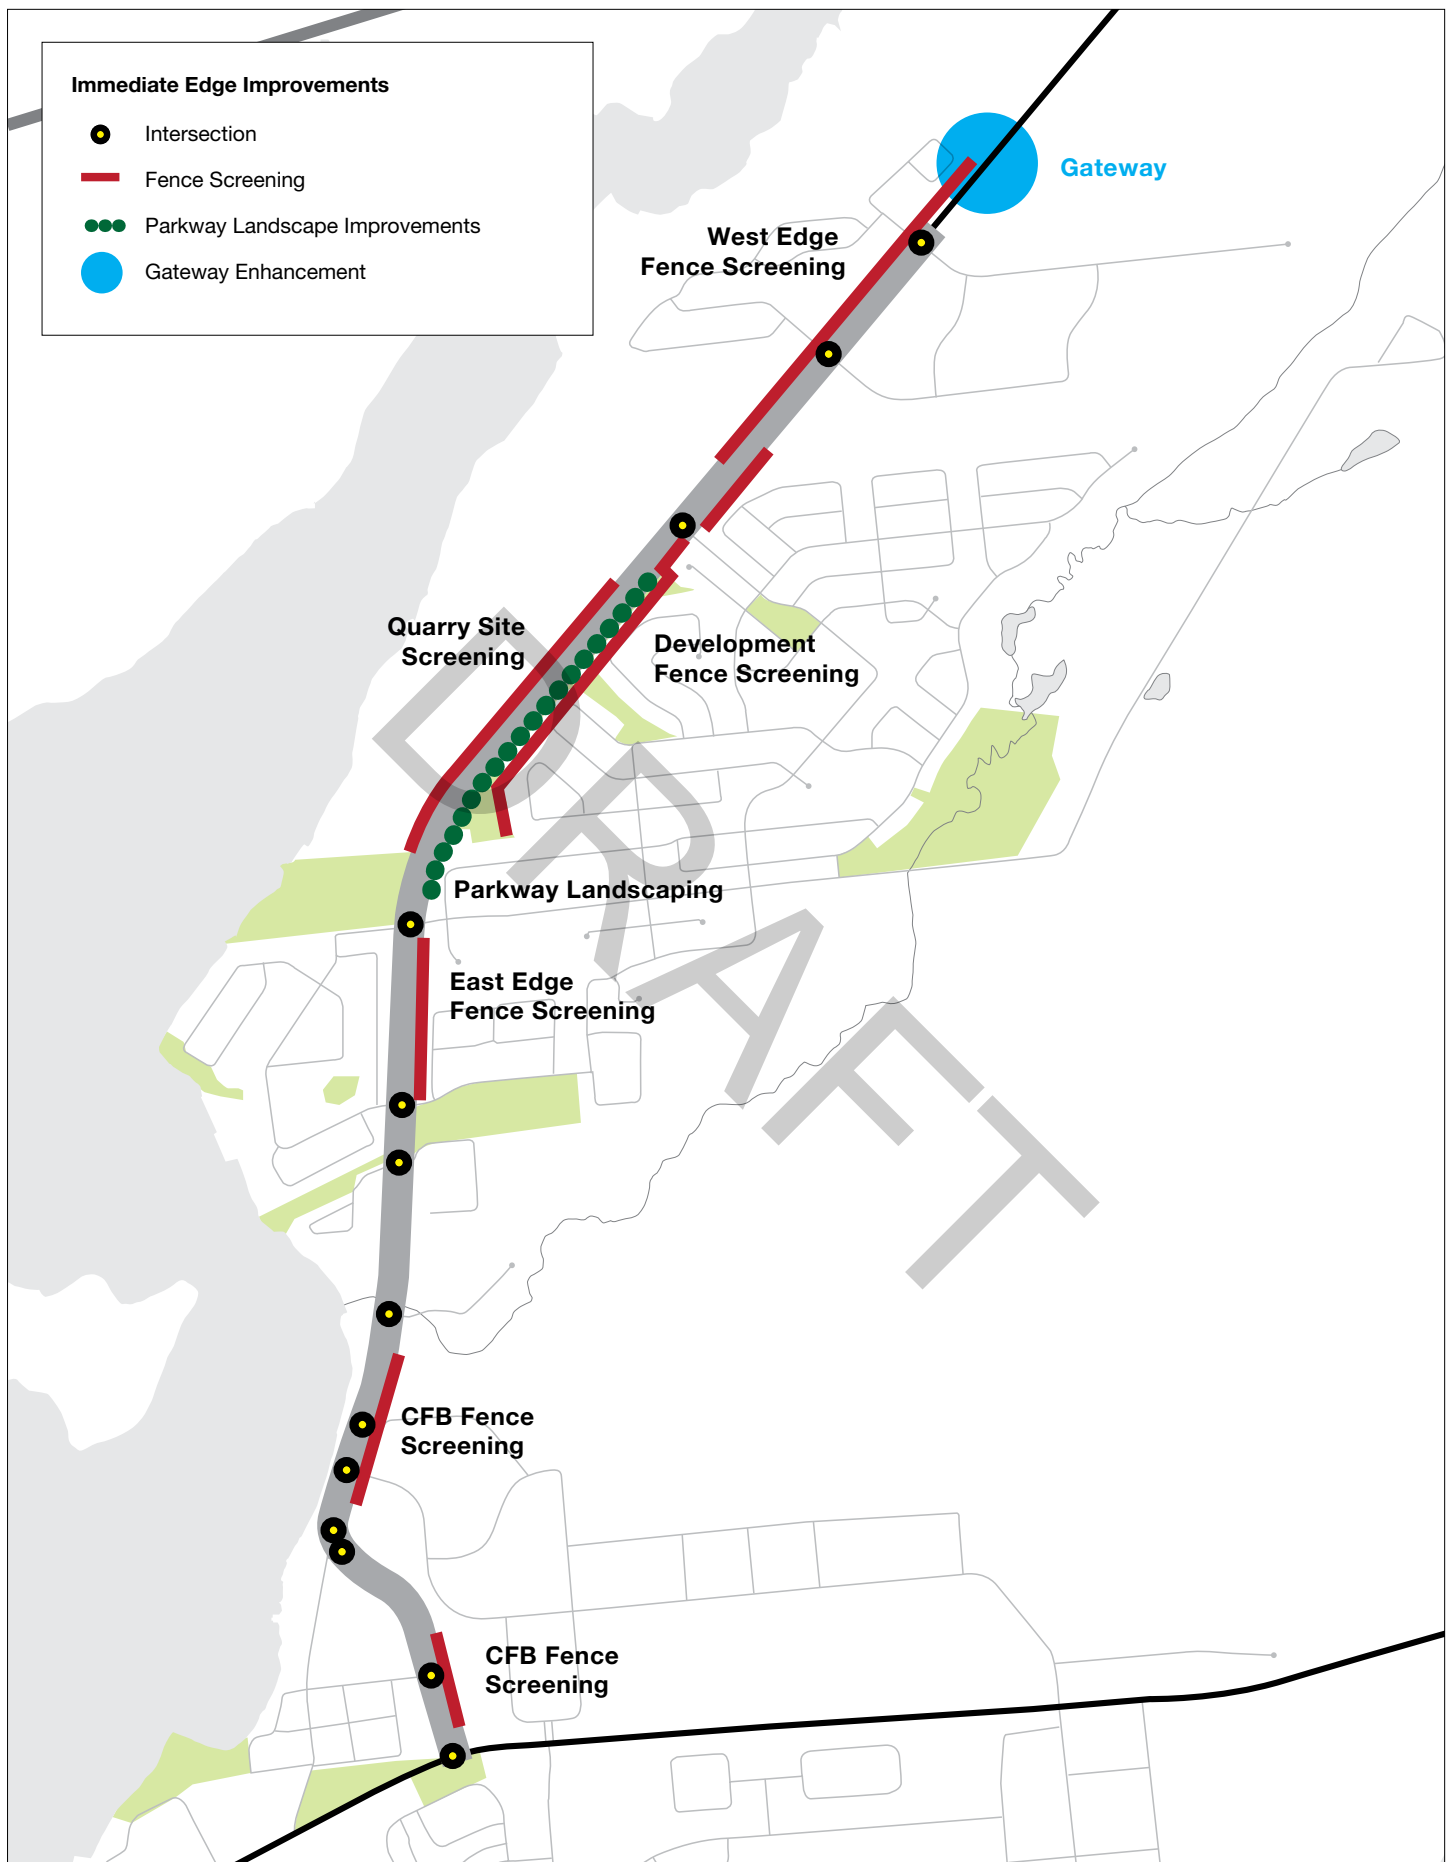 Immediate Edge Improvements
Intersection
Fence Screening
Parkway Landscape Improvements
Gateway Enhancement
Gateway
West Edge
Fence Screening
Quarry Site
Screening
Development
Fence Screening
Parkway Landscaping
East Edge
Fence Screening
CFB Fence
Screening
CFB Fence
Screening
DRAFT